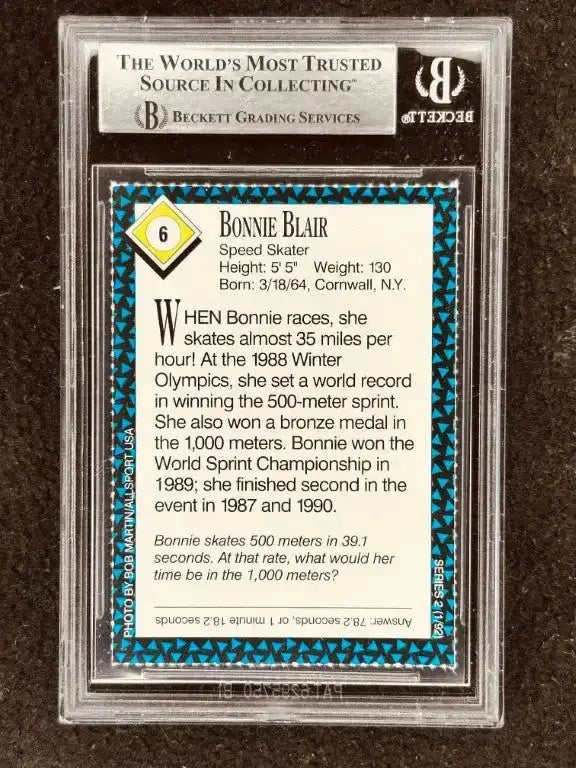 THE WORLD'S MOST TRUSTED
SOURCE IN COLLECTING™
B BECKETT GRADING SERVICES
B
BECKETT
6
BONNIE BLAIR
Speed Skater
Height: 5' 5" Weight: 130
Born: 3/18/64, Cornwall, N.Y.
WHEN Bonnie races, she
skates almost 35 miles per
hour! At the 1988 Winter
Olympics, she set a world record
in winning the 500-meter sprint.
She also won a bronze medal in
the 1,000 meters. Bonnie won the
World Sprint Championship in
1989; she finished second in the
event in 1987 and 1990.
Bonnie skates 500 meters in 39.1
seconds. At that rate, what would her
time be in the 1,000 meters?
Answer: 78.2 seconds, or 1 minute 18.2 seconds
PHOTO BY BOB MARTIN/ALLSPORT USA
SERIES 2 (1/92)